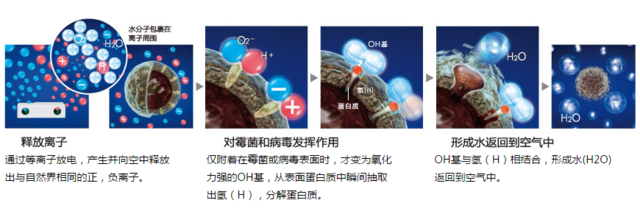 水分子包裹在
离子周围
O₂⁻
H2O
H⁺
O₂⁻
H⁺
OH基
氢(H)
蛋白质
H2O
H2O
释放离子
通过等离子放电，产生并向空中释放
出与自然界相同的正，负离子。
对霉菌和病毒发挥作用
仅附着在霉菌或病毒表面时，才变为氧化
力强的OH基，从表面蛋白质中瞬间抽取
出氢（H），分解蛋白质。
形成水返回到空气中
OH基与氢（H）相结合，形成水(H2O)
返回到空气中。